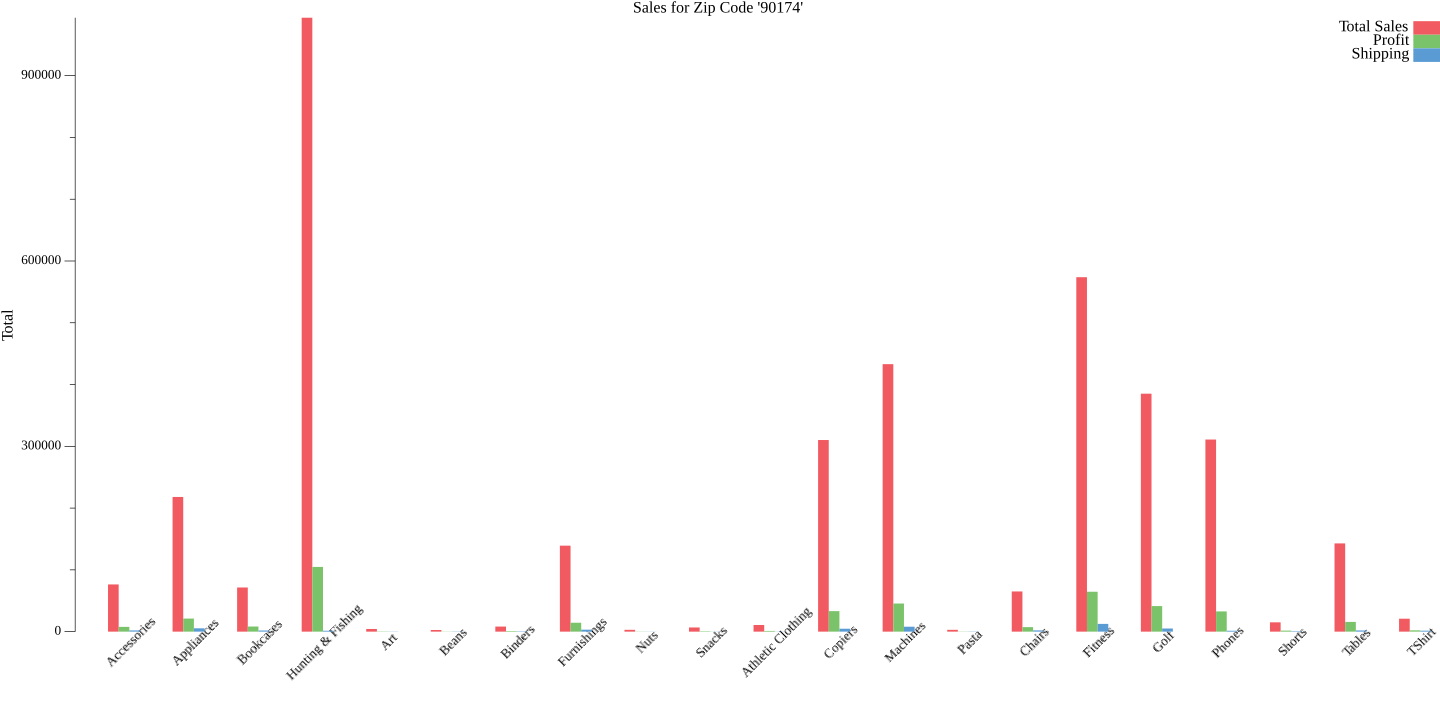 Sales for Zip Code '90174'
Total Sales
Profit
Shipping
900000
600000
300000
0
Total
Accessories
Appliances
Bookcases
Hunting & Fishing
Art
Beans
Binders
Furnishings
Nuts
Snacks
Athletic Clothing
Copiers
Machines
Pasta
Chairs
Fitness
Golf
Phones
Shorts
Tables
TShirt